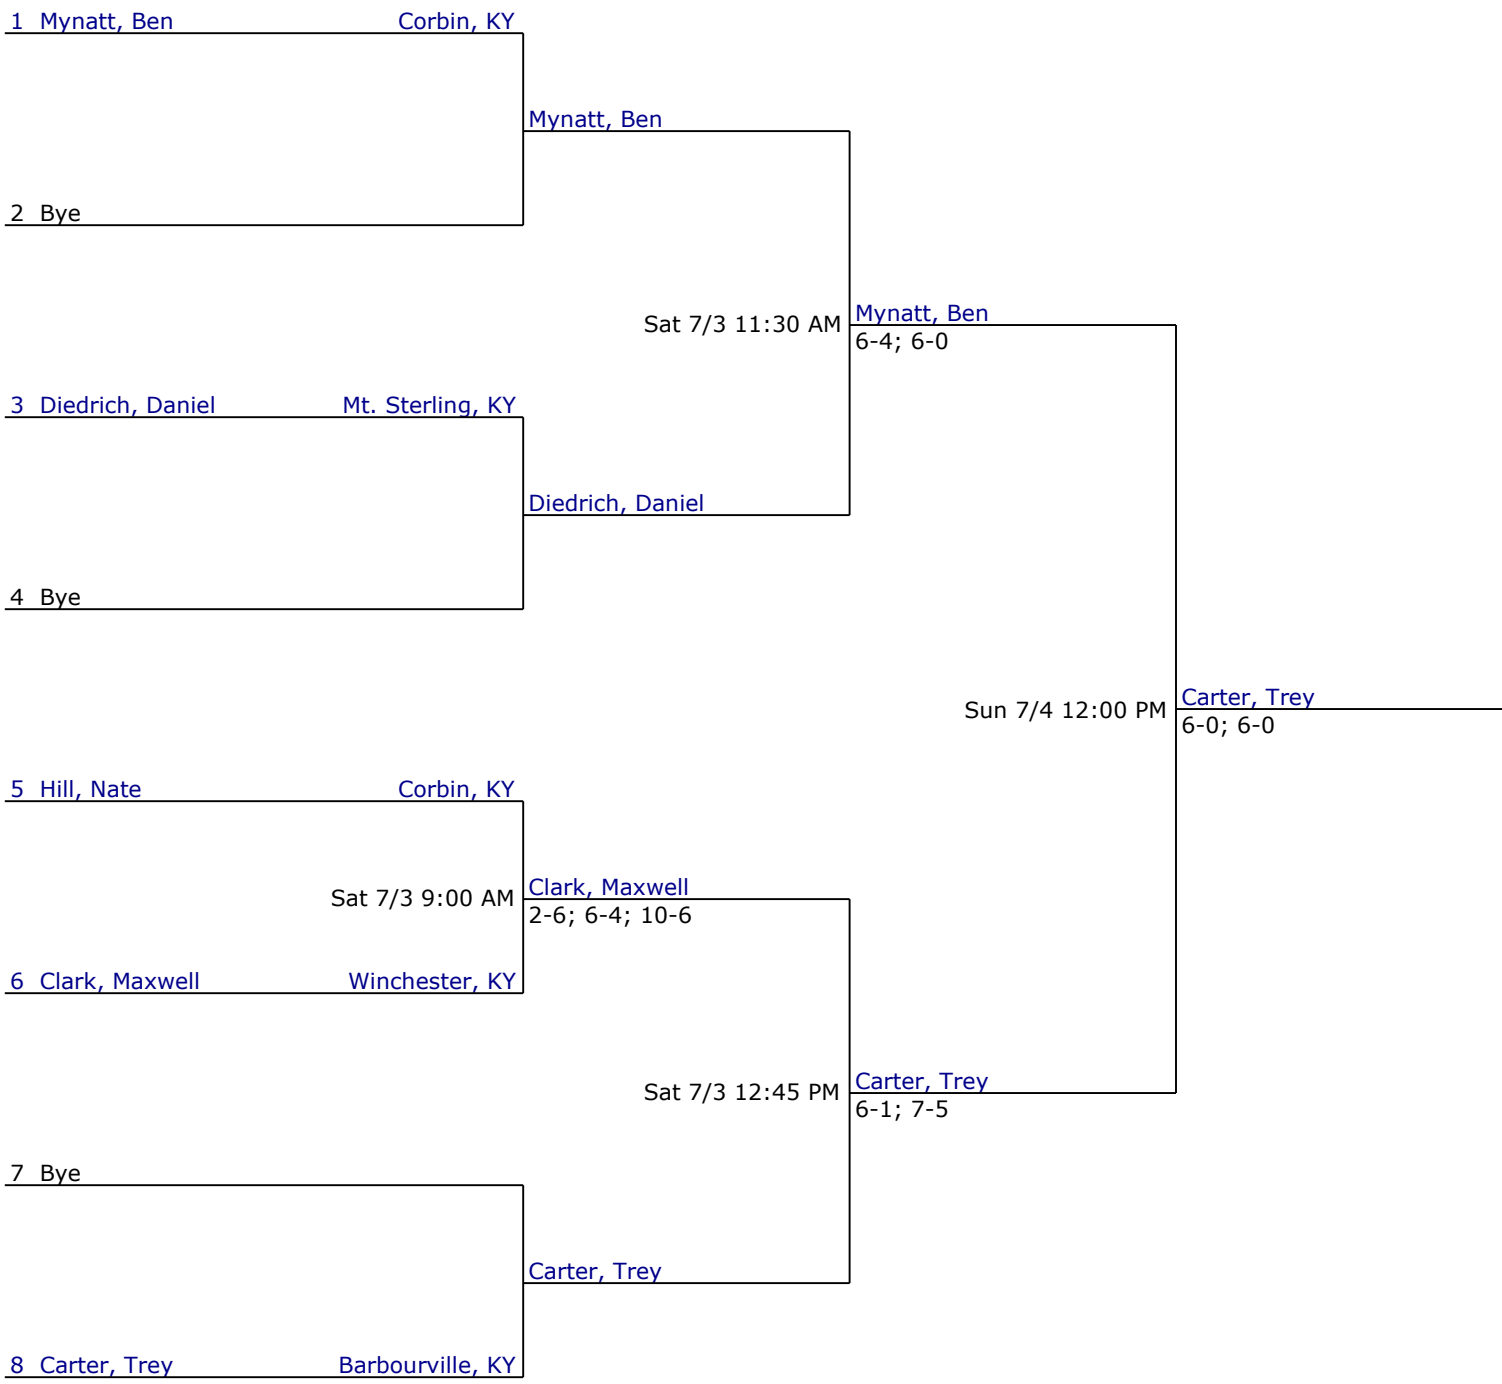 1 Mynatt, Ben Corbin, KY
Mynatt, Ben
2 Bye
Sat 7/3 11:30 AM
Mynatt, Ben
6-4; 6-0
3 Diedrich, Daniel Mt. Sterling, KY
Diedrich, Daniel
4 Bye
Sun 7/4 12:00 PM
Carter, Trey
6-0; 6-0
5 Hill, Nate Corbin, KY
Sat 7/3 9:00 AM
Clark, Maxwell
2-6; 6-4; 10-6
6 Clark, Maxwell Winchester, KY
Sat 7/3 12:45 PM
Carter, Trey
6-1; 7-5
7 Bye
Carter, Trey
8 Carter, Trey Barbourville, KY